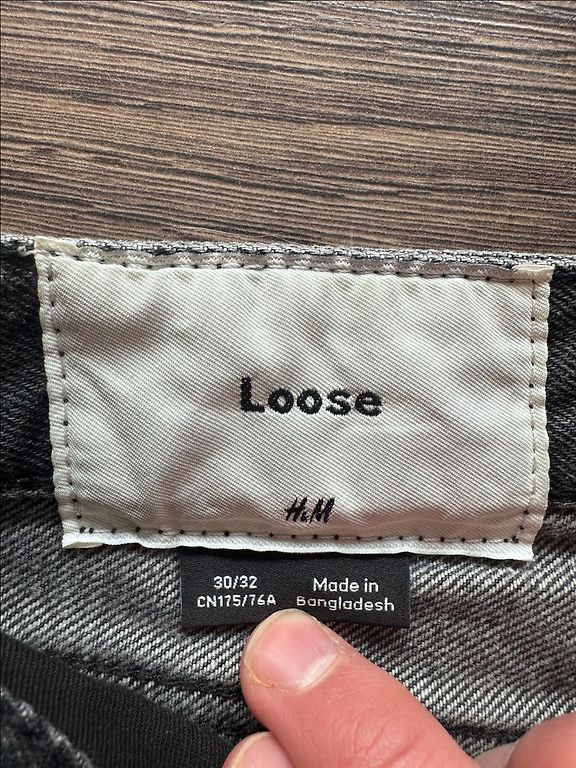 Loose
H&M
30/32
CN175/76A
Made in
Bangladesh